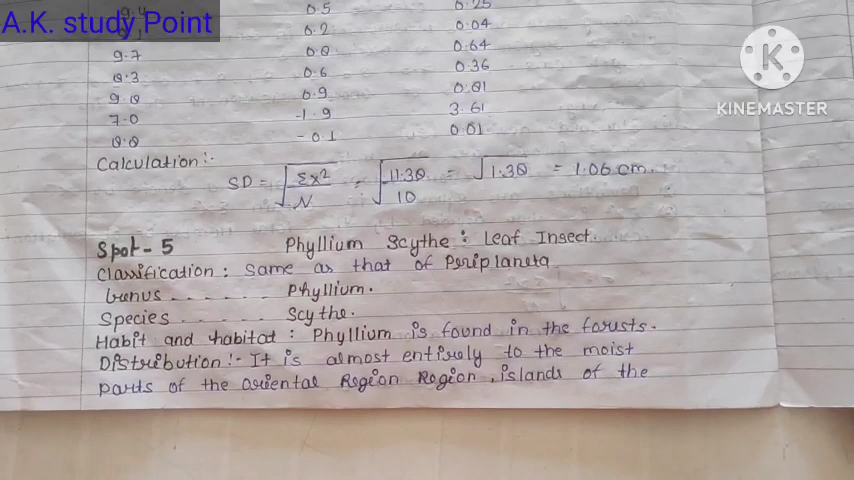 9.4 0.5 0.25
A.K. study Point
0.2 0.04
9.7 0.8 0.64
8.3 0.6 0.36
9.8 0.9 0.81
7.0 -1.9 3.61
8.8 -0.1 0.01
KINEMASTER
Calculation:-
SD = √Σx²/N = √11.38/10 = √1.38 = 1.06 cm.
Spot-5 Phyllium Scythe: Leaf Insect.
Classification: Same as that of Periplaneta
Genus ...... Phyllium.
Species ...... Scythe.
Habit and habitat: Phyllium is found in the forusts.
Distribution:- It is almost entirely to the moist
parts of the oriental Region Region, islands of the